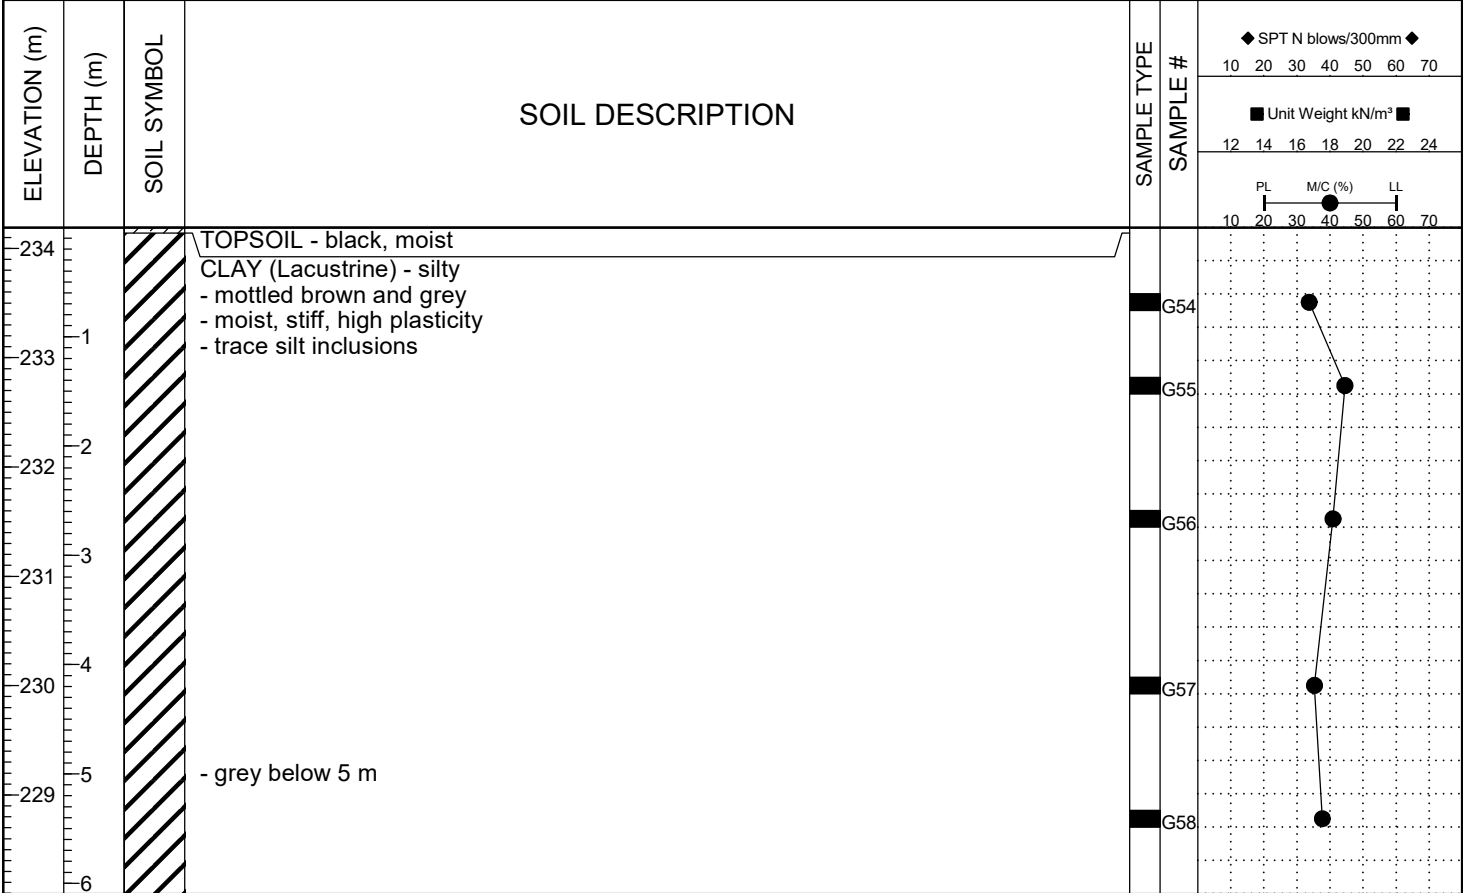 ELEVATION (m)
DEPTH (m)
SOIL SYMBOL
SOIL DESCRIPTION
SAMPLE TYPE
SAMPLE #
◆ SPT N blows/300mm ◆
10 20 30 40 50 60 70
■ Unit Weight kN/m³ ■
12 14 16 18 20 22 24
PL M/C (%) LL
10 20 30 40 50 60 70
234
TOPSOIL - black, moist
CLAY (Lacustrine) - silty
- mottled brown and grey
G54
- moist, stiff, high plasticity
1
- trace silt inclusions
233
G55
2
232
G56
3
231
4
230
G57
5
- grey below 5 m
229
G58
6